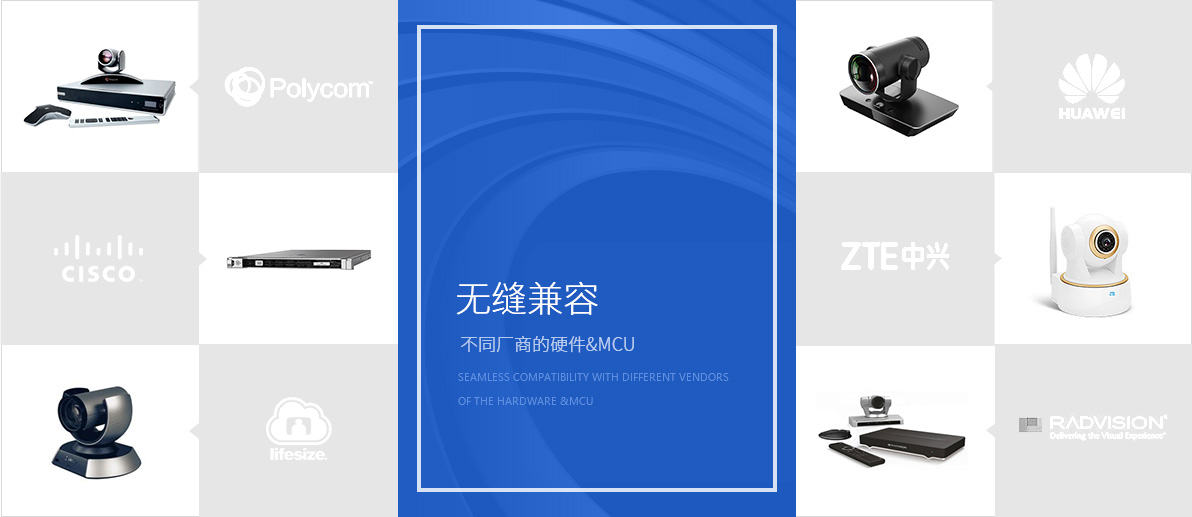 Polycom
CISCO
lifesize
无缝兼容
不同厂商的硬件&MCU
SEAMLESS COMPATIBILITY WITH DIFFERENT VENDORS
OF THE HARDWARE &MCU
HUAWEI
ZTE中兴
RADVISION
Delivering the Visual Experience